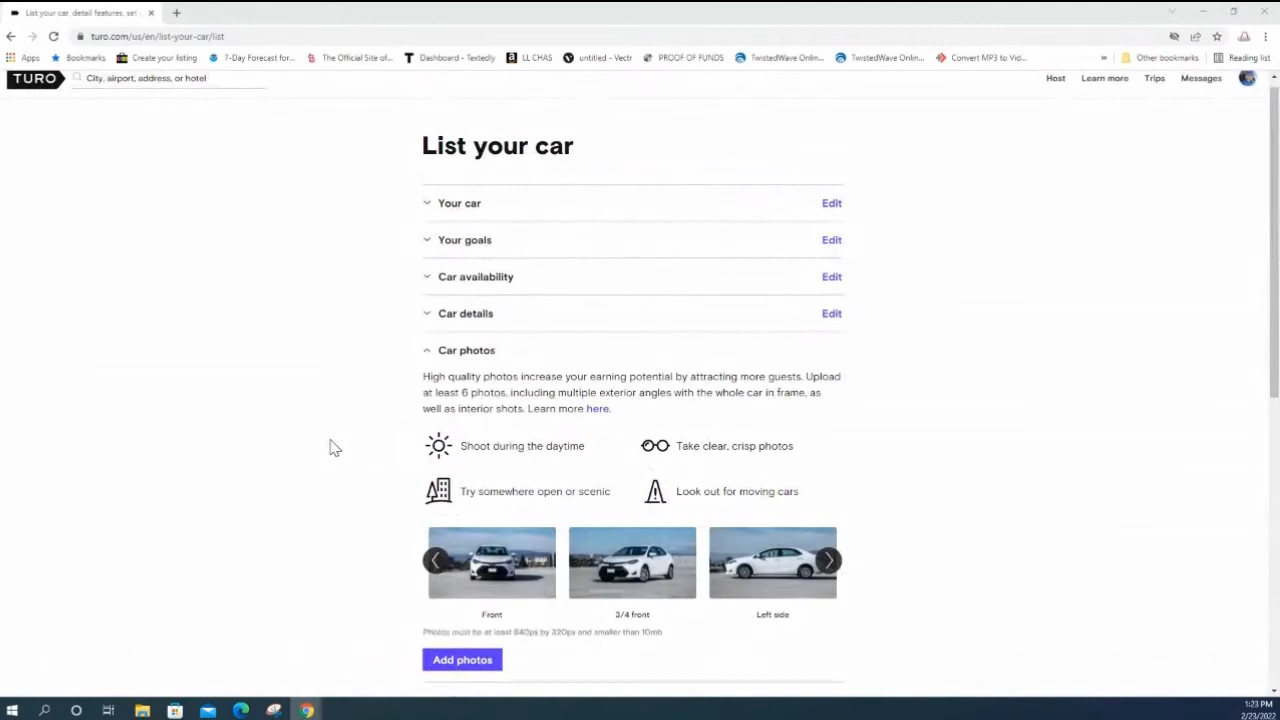 List your car, detail features, set
turo.com/us/en/list-your-car/list
Apps Bookmarks Create your listing 7-Day Forecast for... The Official Site of... Dashboard - Textedly LL CHAS untitled - Vectr PROOF OF FUNDS TwistedWave Onlin... TwistedWave Onlin... Convert MP3 to Vid... » Other bookmarks Reading list
TURO City, airport, address, or hotel Host Learn more Trips Messages
List your car
Your car Edit
Your goals Edit
Car availability Edit
Car details Edit
Car photos
High quality photos increase your earning potential by attracting more guests. Upload
at least 6 photos, including multiple exterior angles with the whole car in frame, as
well as interior shots. Learn more here.
Shoot during the daytime Take clear, crisp photos
Try somewhere open or scenic Look out for moving cars
Front 3/4 front Left side
Photos must be at least 640px by 320px and smaller than 10mb
Add photos
1:23 PM
2/23/2022